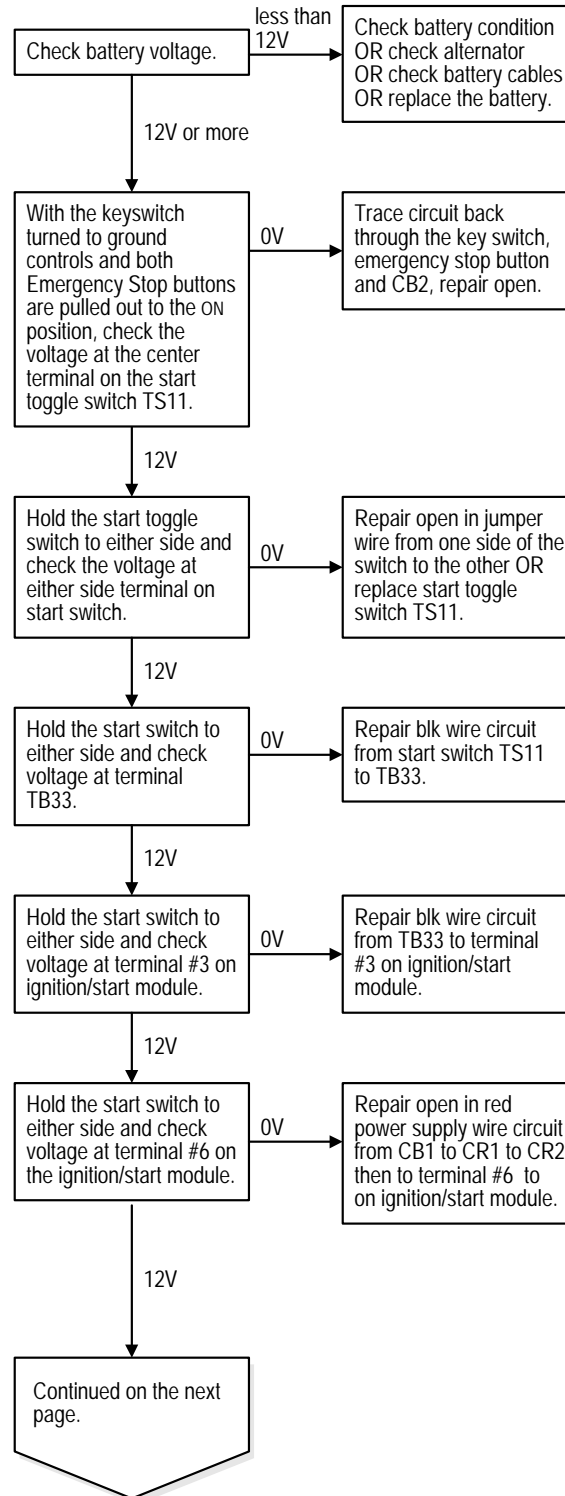 Check battery voltage.
less than
12V
Check battery condition
OR check alternator
OR check battery cables
OR replace the battery.
12V or more
With the keyswitch
turned to ground
controls and both
Emergency Stop buttons
are pulled out to the ON
position, check the
voltage at the center
terminal on the start
toggle switch TS11.
0V
Trace circuit back
through the key switch,
emergency stop button
and CB2, repair open.
12V
Hold the start toggle
switch to either side and
check the voltage at
either side terminal on
start switch.
0V
Repair open in jumper
wire from one side of the
switch to the other OR
replace start toggle
switch TS11.
12V
Hold the start switch to
either side and check
voltage at terminal
TB33.
0V
Repair blk wire circuit
from start switch TS11
to TB33.
12V
Hold the start switch to
either side and check
voltage at terminal #3 on
ignition/start module.
0V
Repair blk wire circuit
from TB33 to terminal
#3 on ignition/start
module.
12V
Hold the start switch to
either side and check
voltage at terminal #6 on
the ignition/start module.
0V
Repair open in red
power supply wire circuit
from CB1 to CR1 to CR2
then to terminal #6 to
on ignition/start module.
12V
Continued on the next
page.